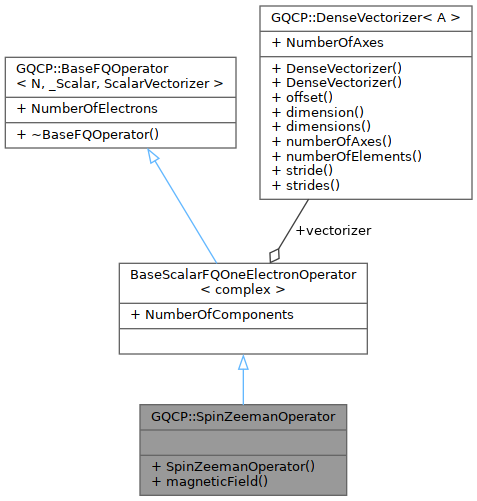 GQCP::DenseVectorizer< A >
+ NumberOfAxes
+ DenseVectorizer()
+ DenseVectorizer()
+ offset()
+ dimension()
+ dimensions()
+ numberOfAxes()
+ numberOfElements()
+ stride()
+ strides()
GQCP::BaseFQOperator
< N, _Scalar, ScalarVectorizer >
+ NumberOfElectrons
+ ~BaseFQOperator()
+vectorizer
BaseScalarFQOneElectronOperator
< complex >
+ NumberOfComponents
GQCP::SpinZeemanOperator
+ SpinZeemanOperator()
+ magneticField()